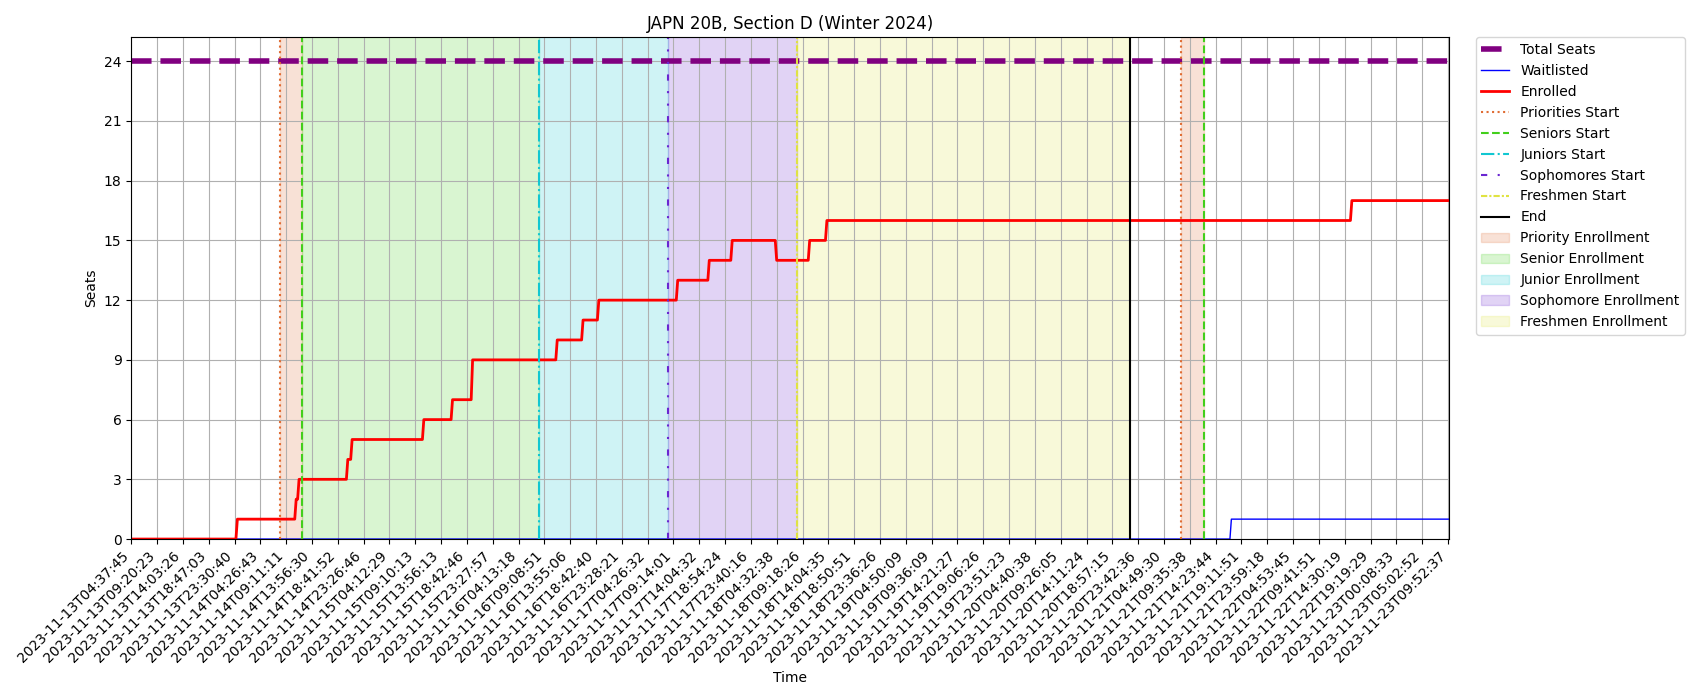 JAPN 20B, Section D (Winter 2024)
Seats
24
21
18
15
12
9
6
3
0
2023-11-13T04:37:45
2023-11-13T09:20:23
2023-11-13T14:03:26
2023-11-13T18:47:03
2023-11-13T23:30:40
2023-11-14T04:26:43
2023-11-14T09:11:11
2023-11-14T13:56:30
2023-11-14T18:41:52
2023-11-14T23:26:46
2023-11-15T04:12:29
2023-11-15T09:10:13
2023-11-15T13:56:13
2023-11-15T18:42:46
2023-11-15T23:27:57
2023-11-16T04:13:18
2023-11-16T09:08:51
2023-11-16T13:55:06
2023-11-16T18:42:40
2023-11-16T23:28:21
2023-11-17T04:26:32
2023-11-17T09:14:01
2023-11-17T14:04:32
2023-11-17T18:54:24
2023-11-17T23:40:16
2023-11-18T04:32:38
2023-11-18T09:18:26
2023-11-18T14:04:35
2023-11-18T18:50:51
2023-11-18T23:36:26
2023-11-19T04:50:09
2023-11-19T09:36:09
2023-11-19T14:21:27
2023-11-19T19:06:26
2023-11-19T23:51:23
2023-11-20T04:40:38
2023-11-20T09:26:05
2023-11-20T14:11:24
2023-11-20T18:57:15
2023-11-20T23:42:36
2023-11-21T04:49:30
2023-11-21T09:35:38
2023-11-21T14:23:44
2023-11-21T19:11:51
2023-11-21T23:59:18
2023-11-22T04:53:45
2023-11-22T09:41:51
2023-11-22T14:30:19
2023-11-22T19:19:29
2023-11-23T00:08:33
2023-11-23T05:02:52
2023-11-23T09:52:37
Time
Total Seats
Waitlisted
Enrolled
Priorities Start
Seniors Start
Juniors Start
Sophomores Start
Freshmen Start
End
Priority Enrollment
Senior Enrollment
Junior Enrollment
Sophomore Enrollment
Freshmen Enrollment